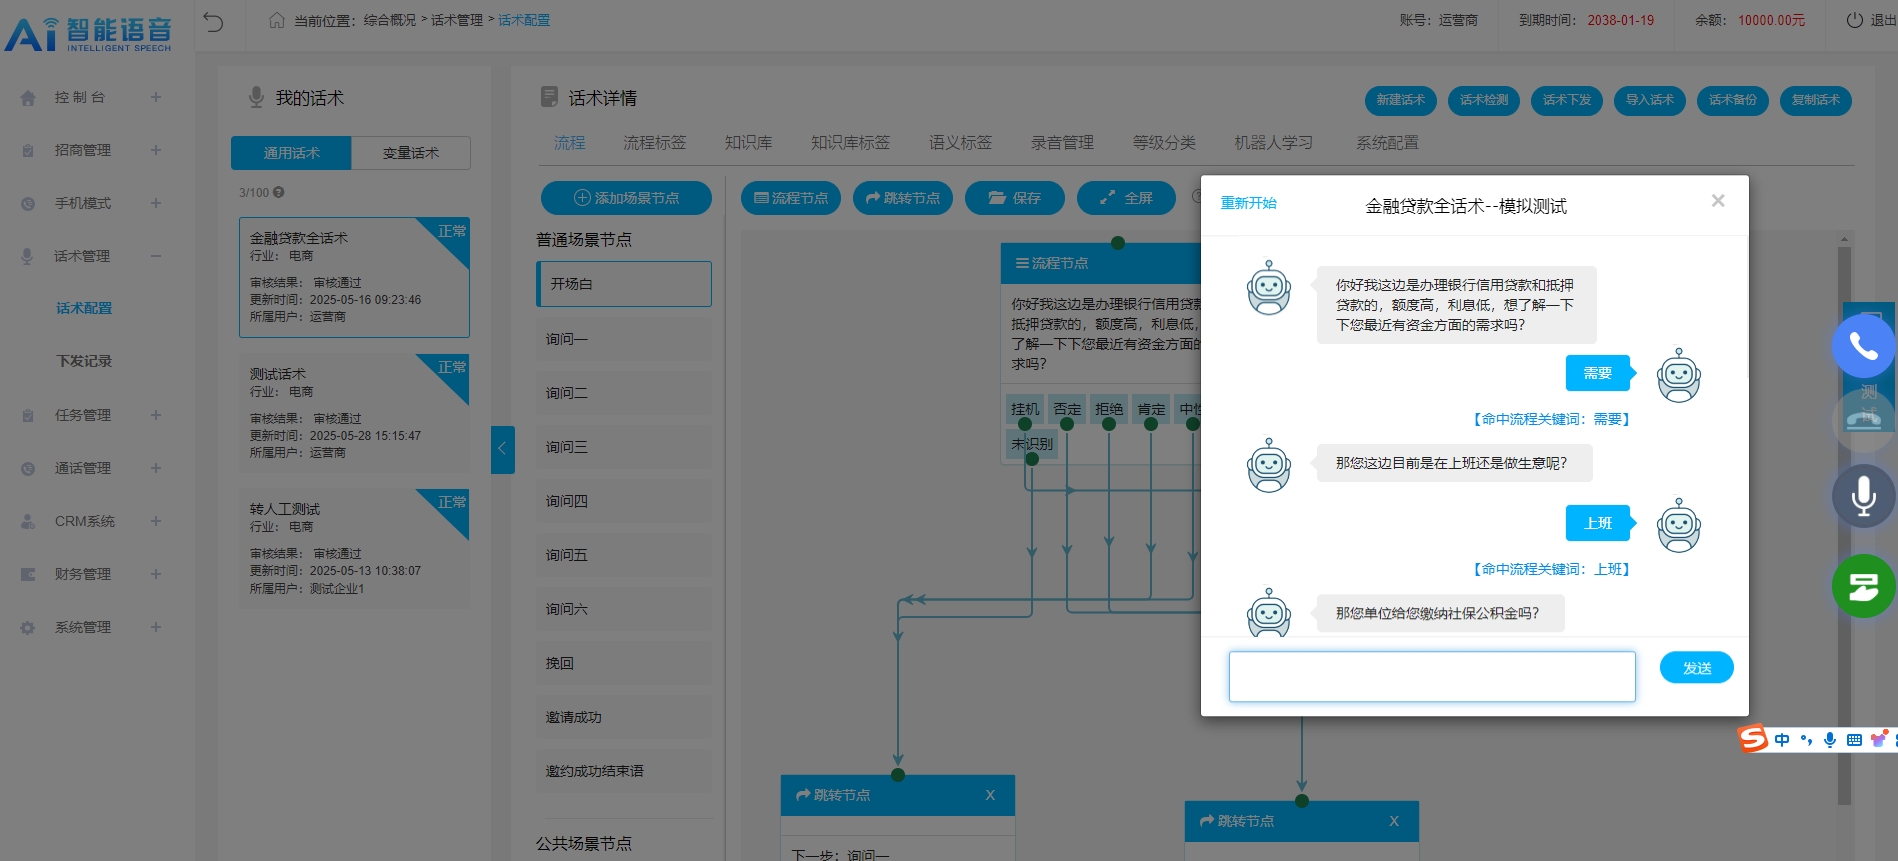 智能语音
INTELLIGENT SPEECH
当前位置：综合概况 > 话术管理 > 话术配置
账号：运营商
到期时间： 2038-01-19
余额： 10000.00元
退出
控 制 台
招商管理
手机模式
话术管理
话术配置
下发记录
任务管理
通话管理
CRM系统
财务管理
系统管理
我的话术
通用话术 变量话术
3/100
金融贷款全话术 正常
行业： 电商
审核结果： 审核通过
更新时间：2025-05-16 09:23:46
所属用户：运营商
测试话术 正常
行业： 电商
审核结果： 审核通过
更新时间：2025-05-28 15:15:47
所属用户：运营商
转人工测试 正常
行业： 电商
审核结果： 审核通过
更新时间：2025-05-13 10:38:07
所属用户：测试企业1
话术详情
新建话术 话术检测 话术下发 导入话术 话术备份 复制话术
流程 流程标签 知识库 知识库标签 语义标签 录音管理 等级分类 机器人学习 系统配置
添加场景节点
流程节点 跳转节点 保存 全屏
普通场景节点
开场白
询问一
询问二
询问三
询问四
询问五
询问六
挽回
邀请成功
邀约成功结束语
公共场景节点
流程节点
你好我这边是办理银行信用贷款
抵押贷款的，额度高，利息低，
了解一下下您最近有资金方面的
求吗？
挂机 否定 拒绝 肯定 中性
未识别
跳转节点 X
下一步：询问一
跳转节点 X
重新开始
金融贷款全话术--模拟测试
你好我这边是办理银行信用贷款和抵押
贷款的，额度高，利息低，想了解一下
下您最近有资金方面的需求吗？
需要
【命中流程关键词：需要】
那您这边目前是在上班还是做生意呢？
上班
【命中流程关键词：上班】
那您单位给您缴纳社保公积金吗？
发送
测
试
中